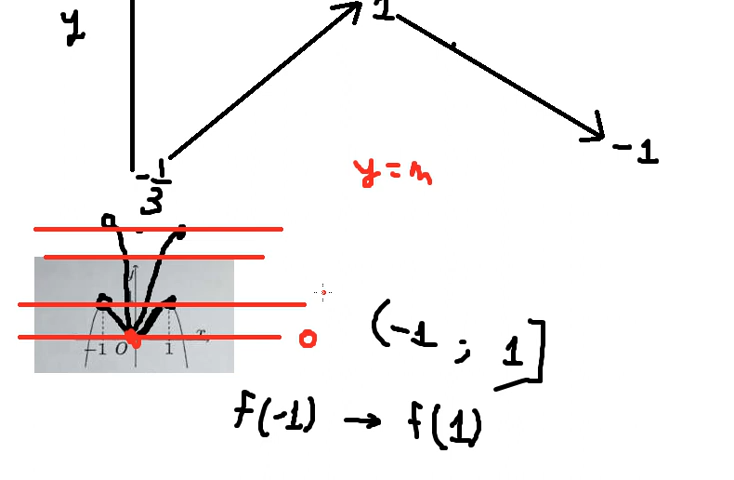 y
1
-1
-1/3
y = m
y
-1 O 1 x
0
(-1 ; 1]
f(-1) → f(1)